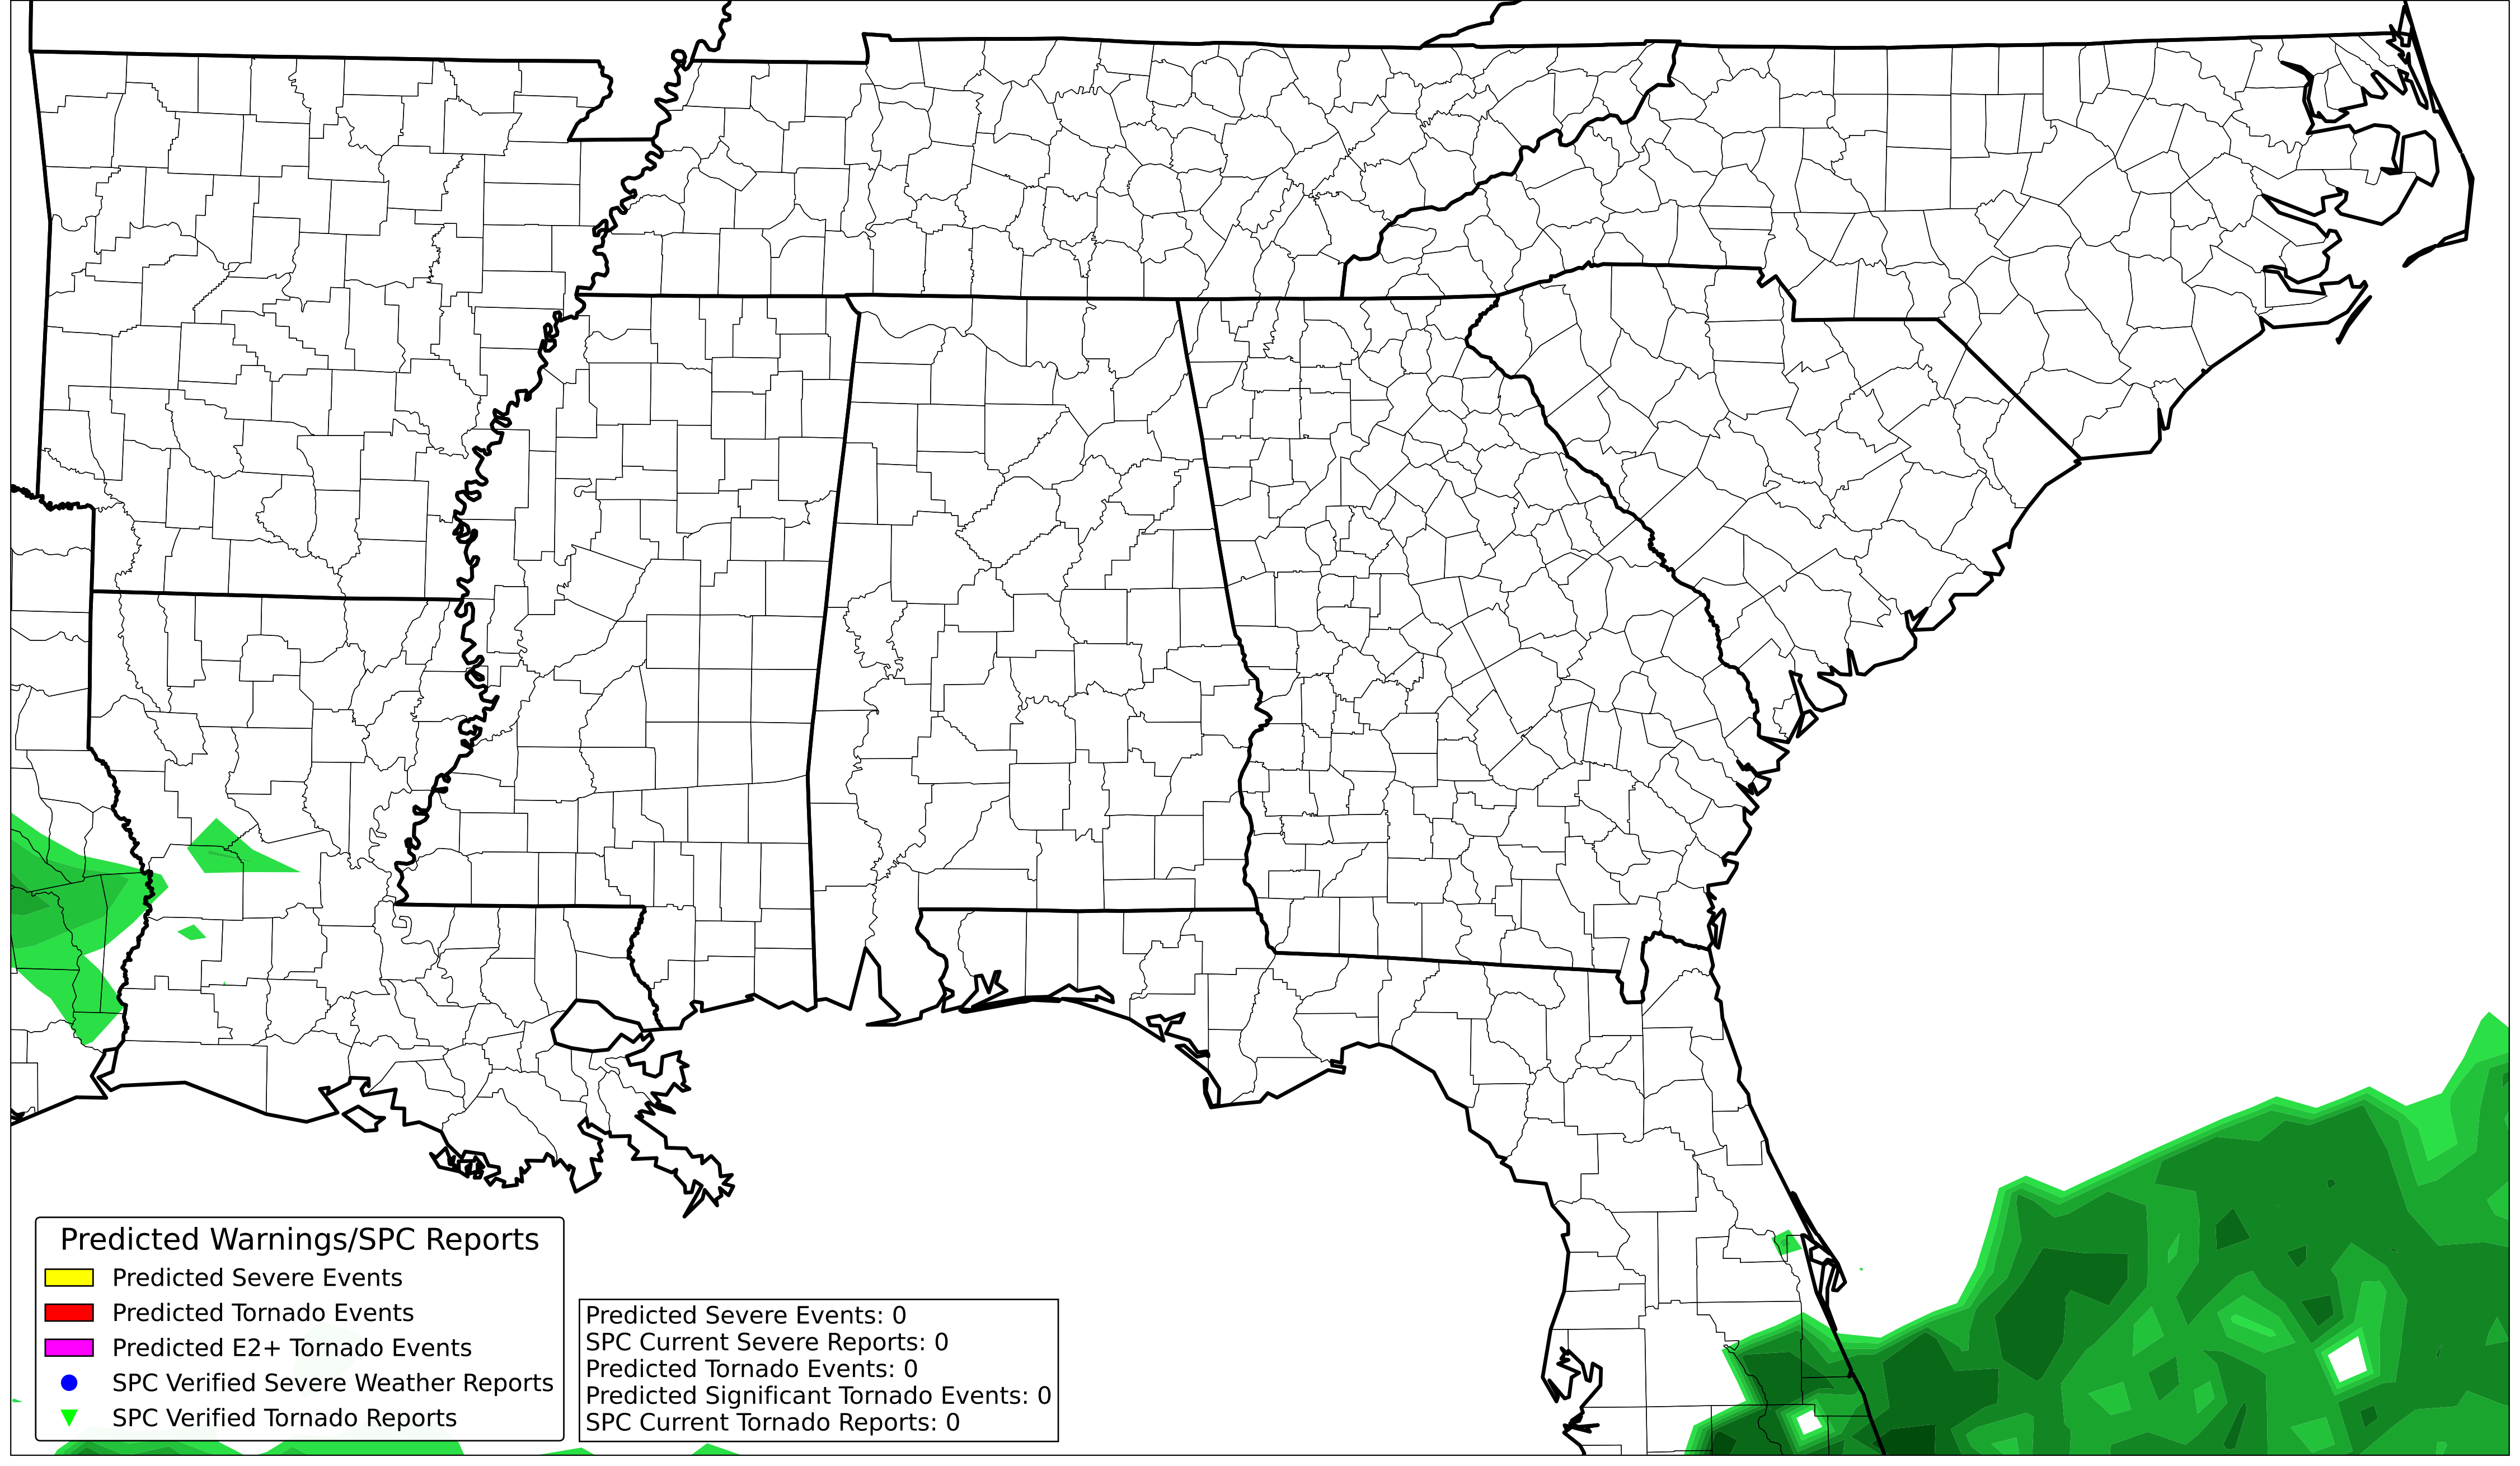 Predicted Warnings/SPC Reports
Predicted Severe Events
Predicted Tornado Events
Predicted E2+ Tornado Events
SPC Verified Severe Weather Reports
SPC Verified Tornado Reports
Predicted Severe Events: 0
SPC Current Severe Reports: 0
Predicted Tornado Events: 0
Predicted Significant Tornado Events: 0
SPC Current Tornado Reports: 0